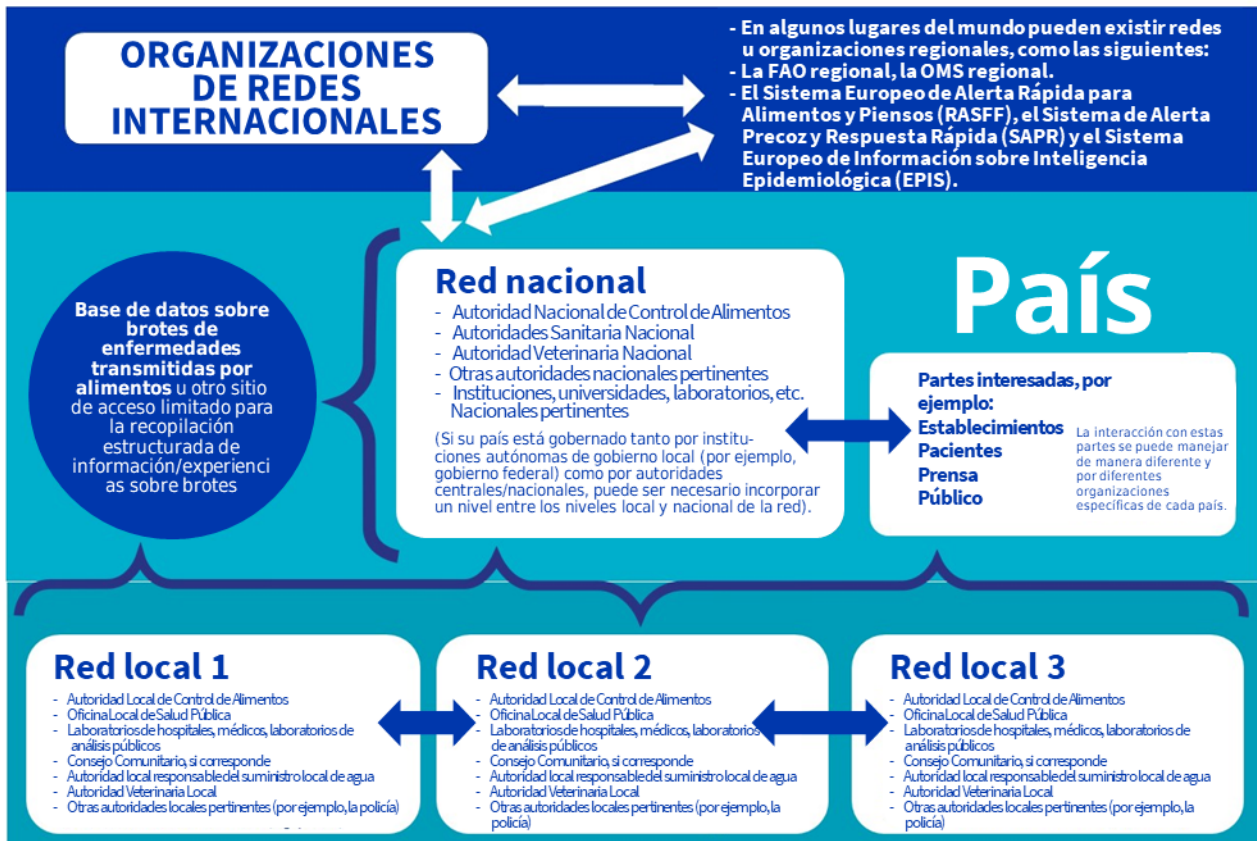 ORGANIZACIONES
DE REDES
INTERNACIONALES
- En algunos lugares del mundo pueden existir redes
u organizaciones regionales, como las siguientes:
- La FAO regional, la OMS regional.
- El Sistema Europeo de Alerta Rápida para
Alimentos y Piensos (RASFF), el Sistema de Alerta
Precoz y Respuesta Rápida (SAPR) y el Sistema
Europeo de Información sobre Inteligencia
Epidemiológica (EPIS).
Base de datos sobre
brotes de
enfermedades
transmitidas por
alimentos u otro sitio
de acceso limitado para
la recopilación
estructurada de
información/experienci
as sobre brotes
Red nacional
- Autoridad Nacional de Control de Alimentos
- Autoridades Sanitaria Nacional
- Autoridad Veterinaria Nacional
- Otras autoridades nacionales pertinentes
- Instituciones, universidades, laboratorios, etc.
Nacionales pertinentes
(Si su país está gobernado tanto por institu-
ciones autónomas de gobierno local (por ejemplo,
gobierno federal) como por autoridades
centrales/nacionales, puede ser necesario incorporar
un nivel entre los niveles local y nacional de la red).
País
Partes interesadas, por
ejemplo:
Establecimientos
Pacientes
Prensa
Público
La interacción con estas
partes se puede manejar
de manera diferente y
por diferentes
organizaciones
específicas de cada país.
Red local 1
- Autoridad Local de Control de Alimentos
- Oficina Local de Salud Pública
- Laboratorios de hospitales, médicos, laboratorios de
análisis públicos
- Consejo Comunitario, si corresponde
- Autoridad local responsable del suministro local de agua
- Autoridad Veterinaria Local
- Otras autoridades locales pertinentes (por ejemplo, la policía)
Red local 2
- Autoridad Local de Control de Alimentos
- Oficina Local de Salud Pública
- Laboratorios de hospitales, médicos, laboratorios
de análisis públicos
- Consejo Comunitario, si corresponde
- Autoridad local responsable del suministro local de agua
- Autoridad Veterinaria Local
- Otras autoridades locales pertinentes (por ejemplo, la
policía)
Red local 3
- Autoridad Local de Control de Alimentos
- Oficina Local de Salud Pública
- Laboratorios de hospitales, médicos, laboratorios de
análisis públicos
- Consejo Comunitario, si corresponde
- Autoridad local responsable del suministro local de agua
- Autoridad Veterinaria Local
- Otras autoridades locales pertinentes (por ejemplo, la
policía)